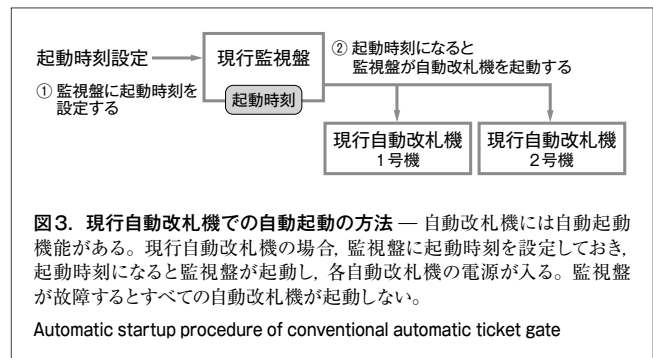 起動時刻設定
現行監視盤
② 起動時刻になると
監視盤が自動改札機を起動する
① 監視盤に起動時刻を
設定する
起動時刻
現行自動改札機
1号機
現行自動改札機
2号機
図3．現行自動改札機での自動起動の方法 — 自動改札機には自動起動
機能がある。現行自動改札機の場合，監視盤に起動時刻を設定しておき，
起動時刻になると監視盤が起動し，各自動改札機の電源が入る。監視盤
が故障するとすべての自動改札機が起動しない。
Automatic startup procedure of conventional automatic ticket gate